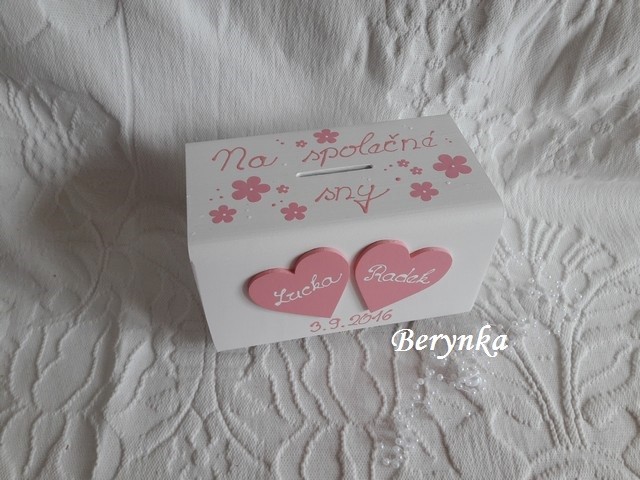 Na společné
sny
Lucka
Radek
3.9.2016
Berynka